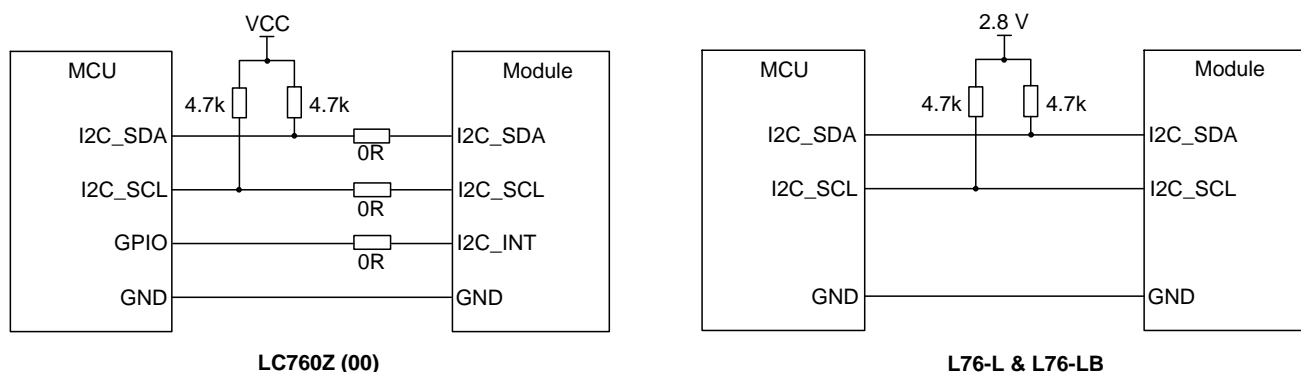 VCC
MCU
Module
4.7k
4.7k
I2C_SDA
I2C_SDA
0R
I2C_SCL
I2C_SCL
0R
GPIO
I2C_INT
0R
GND
GND
LC760Z (00)
2.8 V
MCU
Module
4.7k
4.7k
I2C_SDA
I2C_SDA
I2C_SCL
I2C_SCL
GND
GND
L76-L & L76-LB